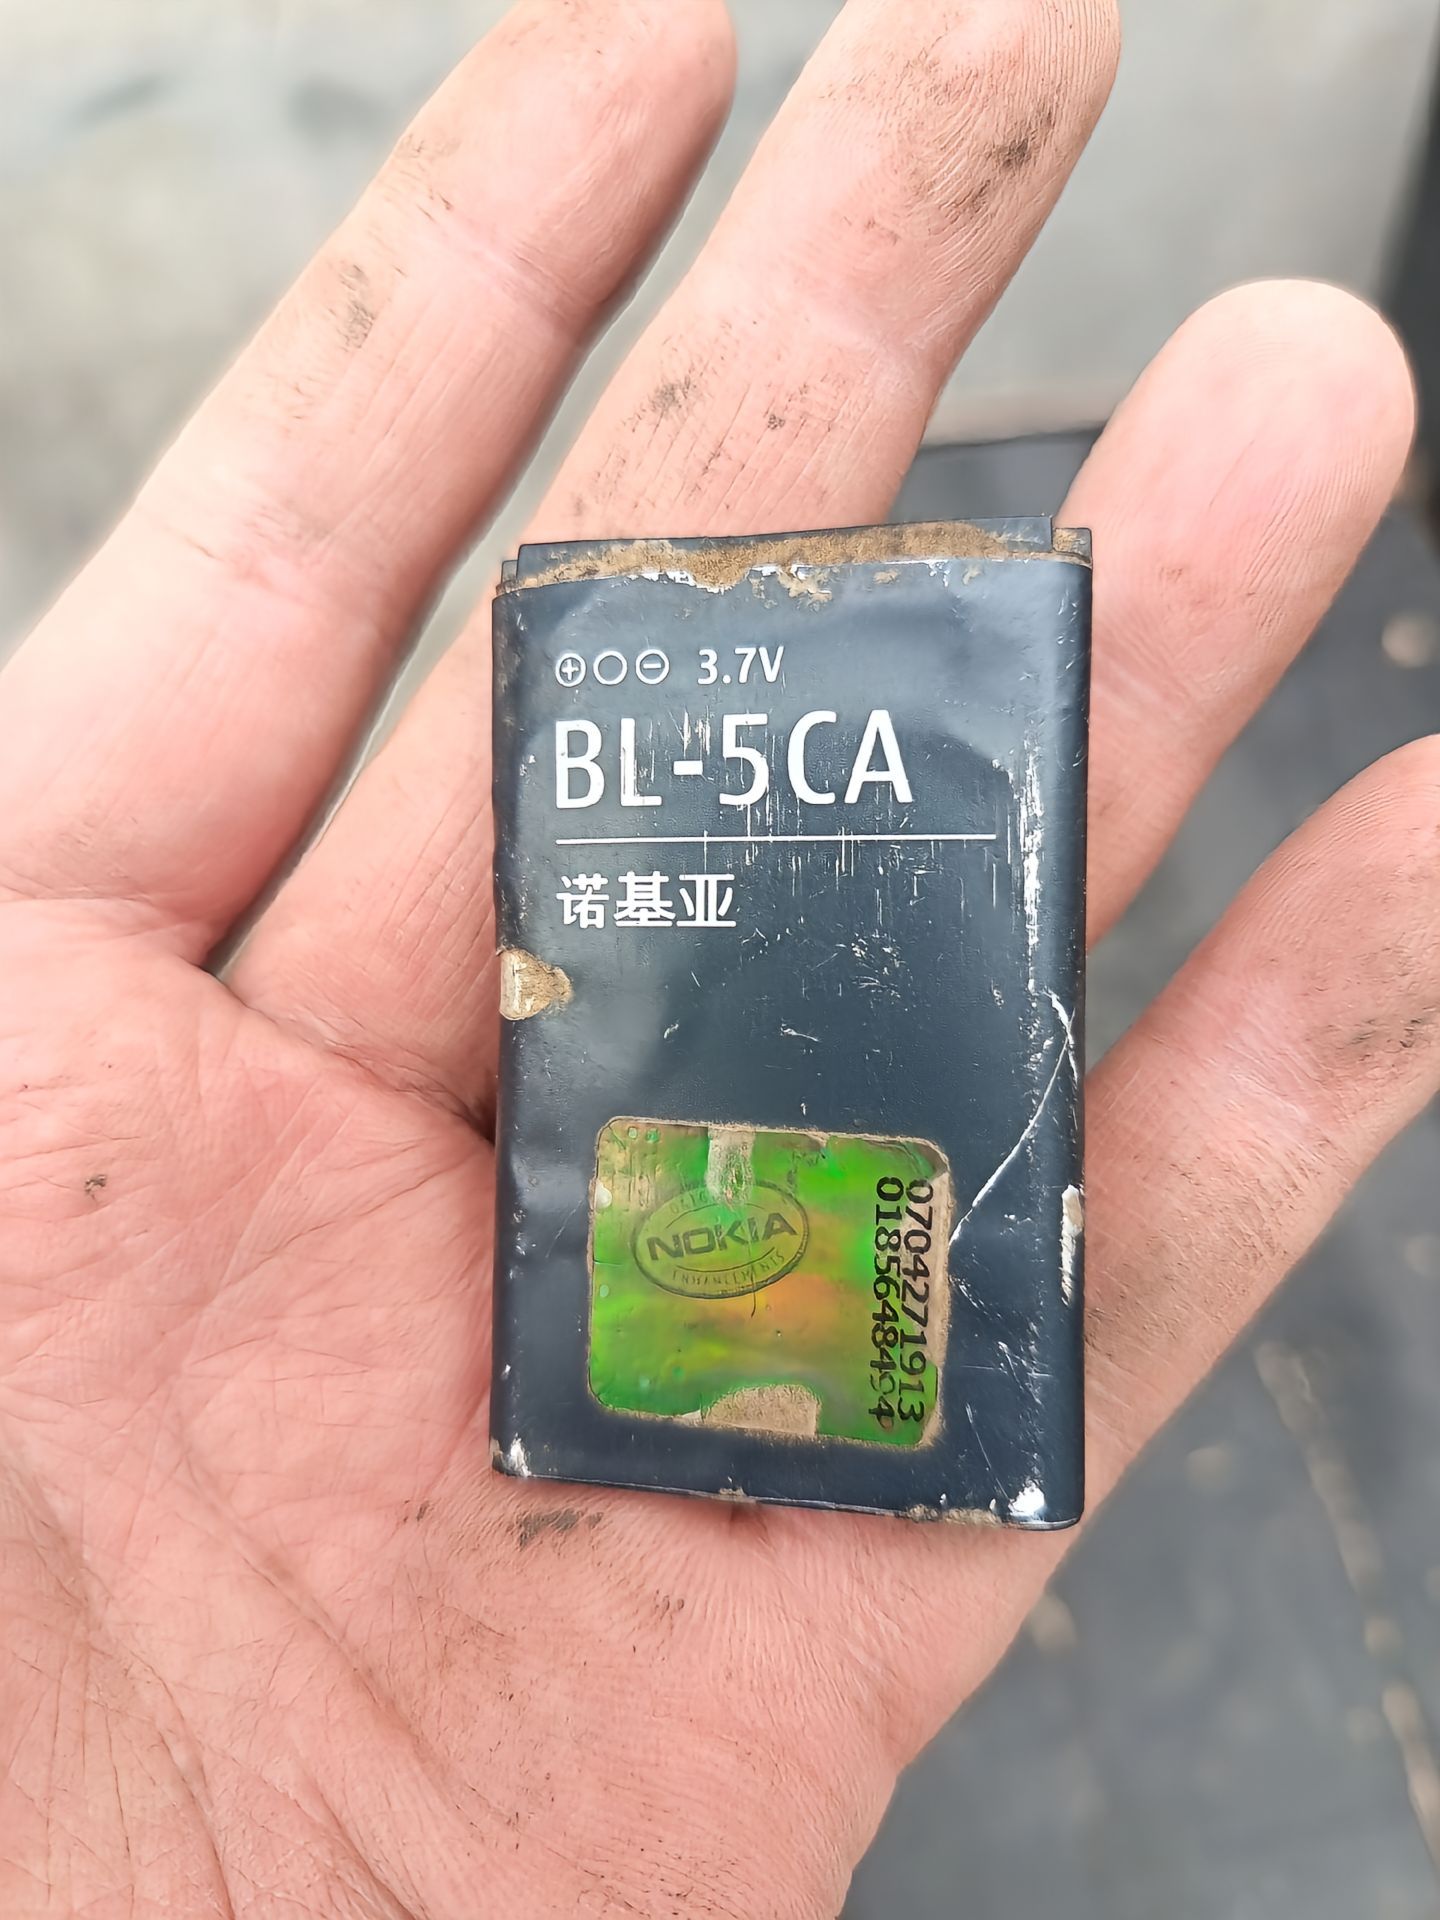 ⊕○⊖ 3.7V
BL-5CA
诺基亚
NOKIA
ENHANCEMENTS
0704271913
0185648494